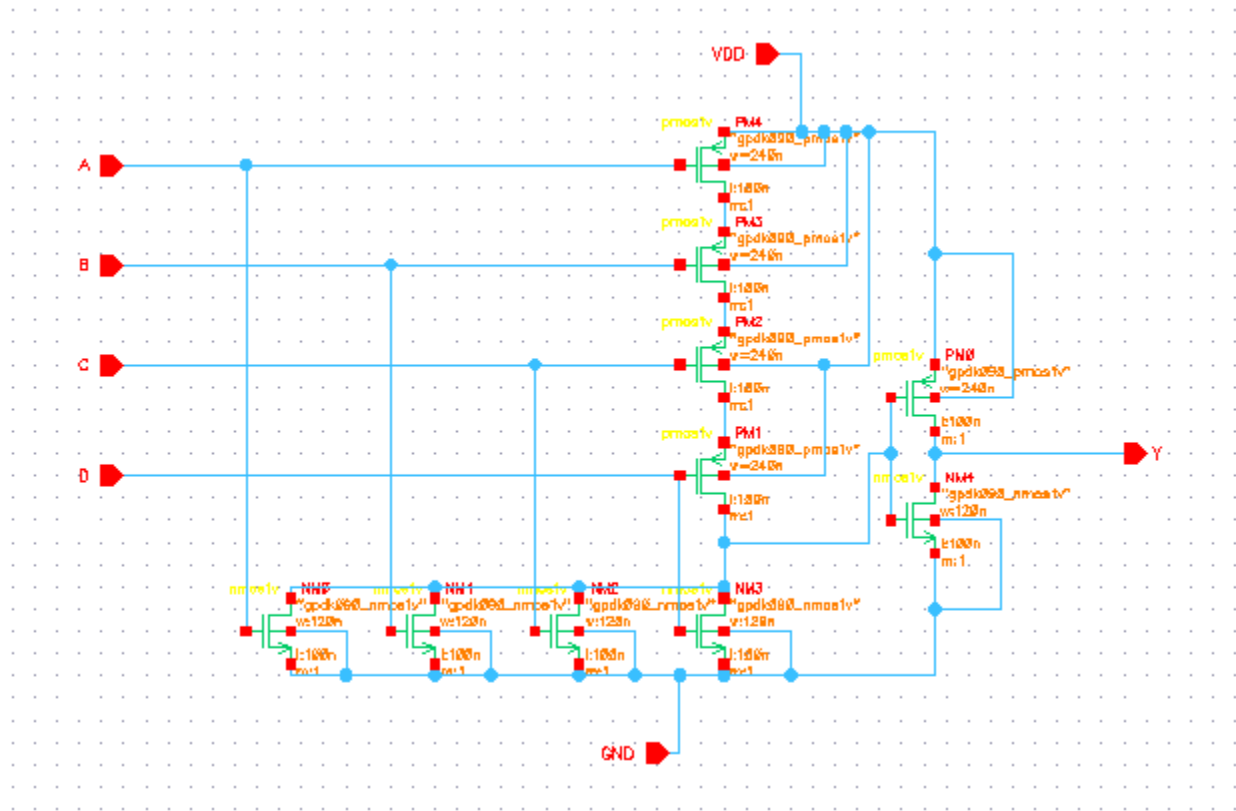 VDD
pmos1v PM4
"gpdk090_pmos1v"
w=240n
A
l:100n
m:1
pmos1v PM3
"gpdk090_pmos1v"
w=240n
B
l:100n
m:1
pmos1v PM2
"gpdk090_pmos1v"
w=240n
C
l:100n
m:1
pmos1v PM0
"gpdk090_pmos1v"
w=240n
l:100n
m:1
pmos1v PM1
"gpdk090_pmos1v"
w=240n
D
l:100n
m:1
Y
nmos1v NM4
"gpdk090_nmos1v"
w:120n
l:100n
m:1
nmos1v NM0
"gpdk090_nmos1v"
w:120n
l:100n
m:1
nmos1v NM1
"gpdk090_nmos1v"
w:120n
l:100n
m:1
nmos1v NM2
"gpdk090_nmos1v"
w:120n
l:100n
m:1
nmos1v NM3
"gpdk090_nmos1v"
w:120n
l:100n
m:1
GND